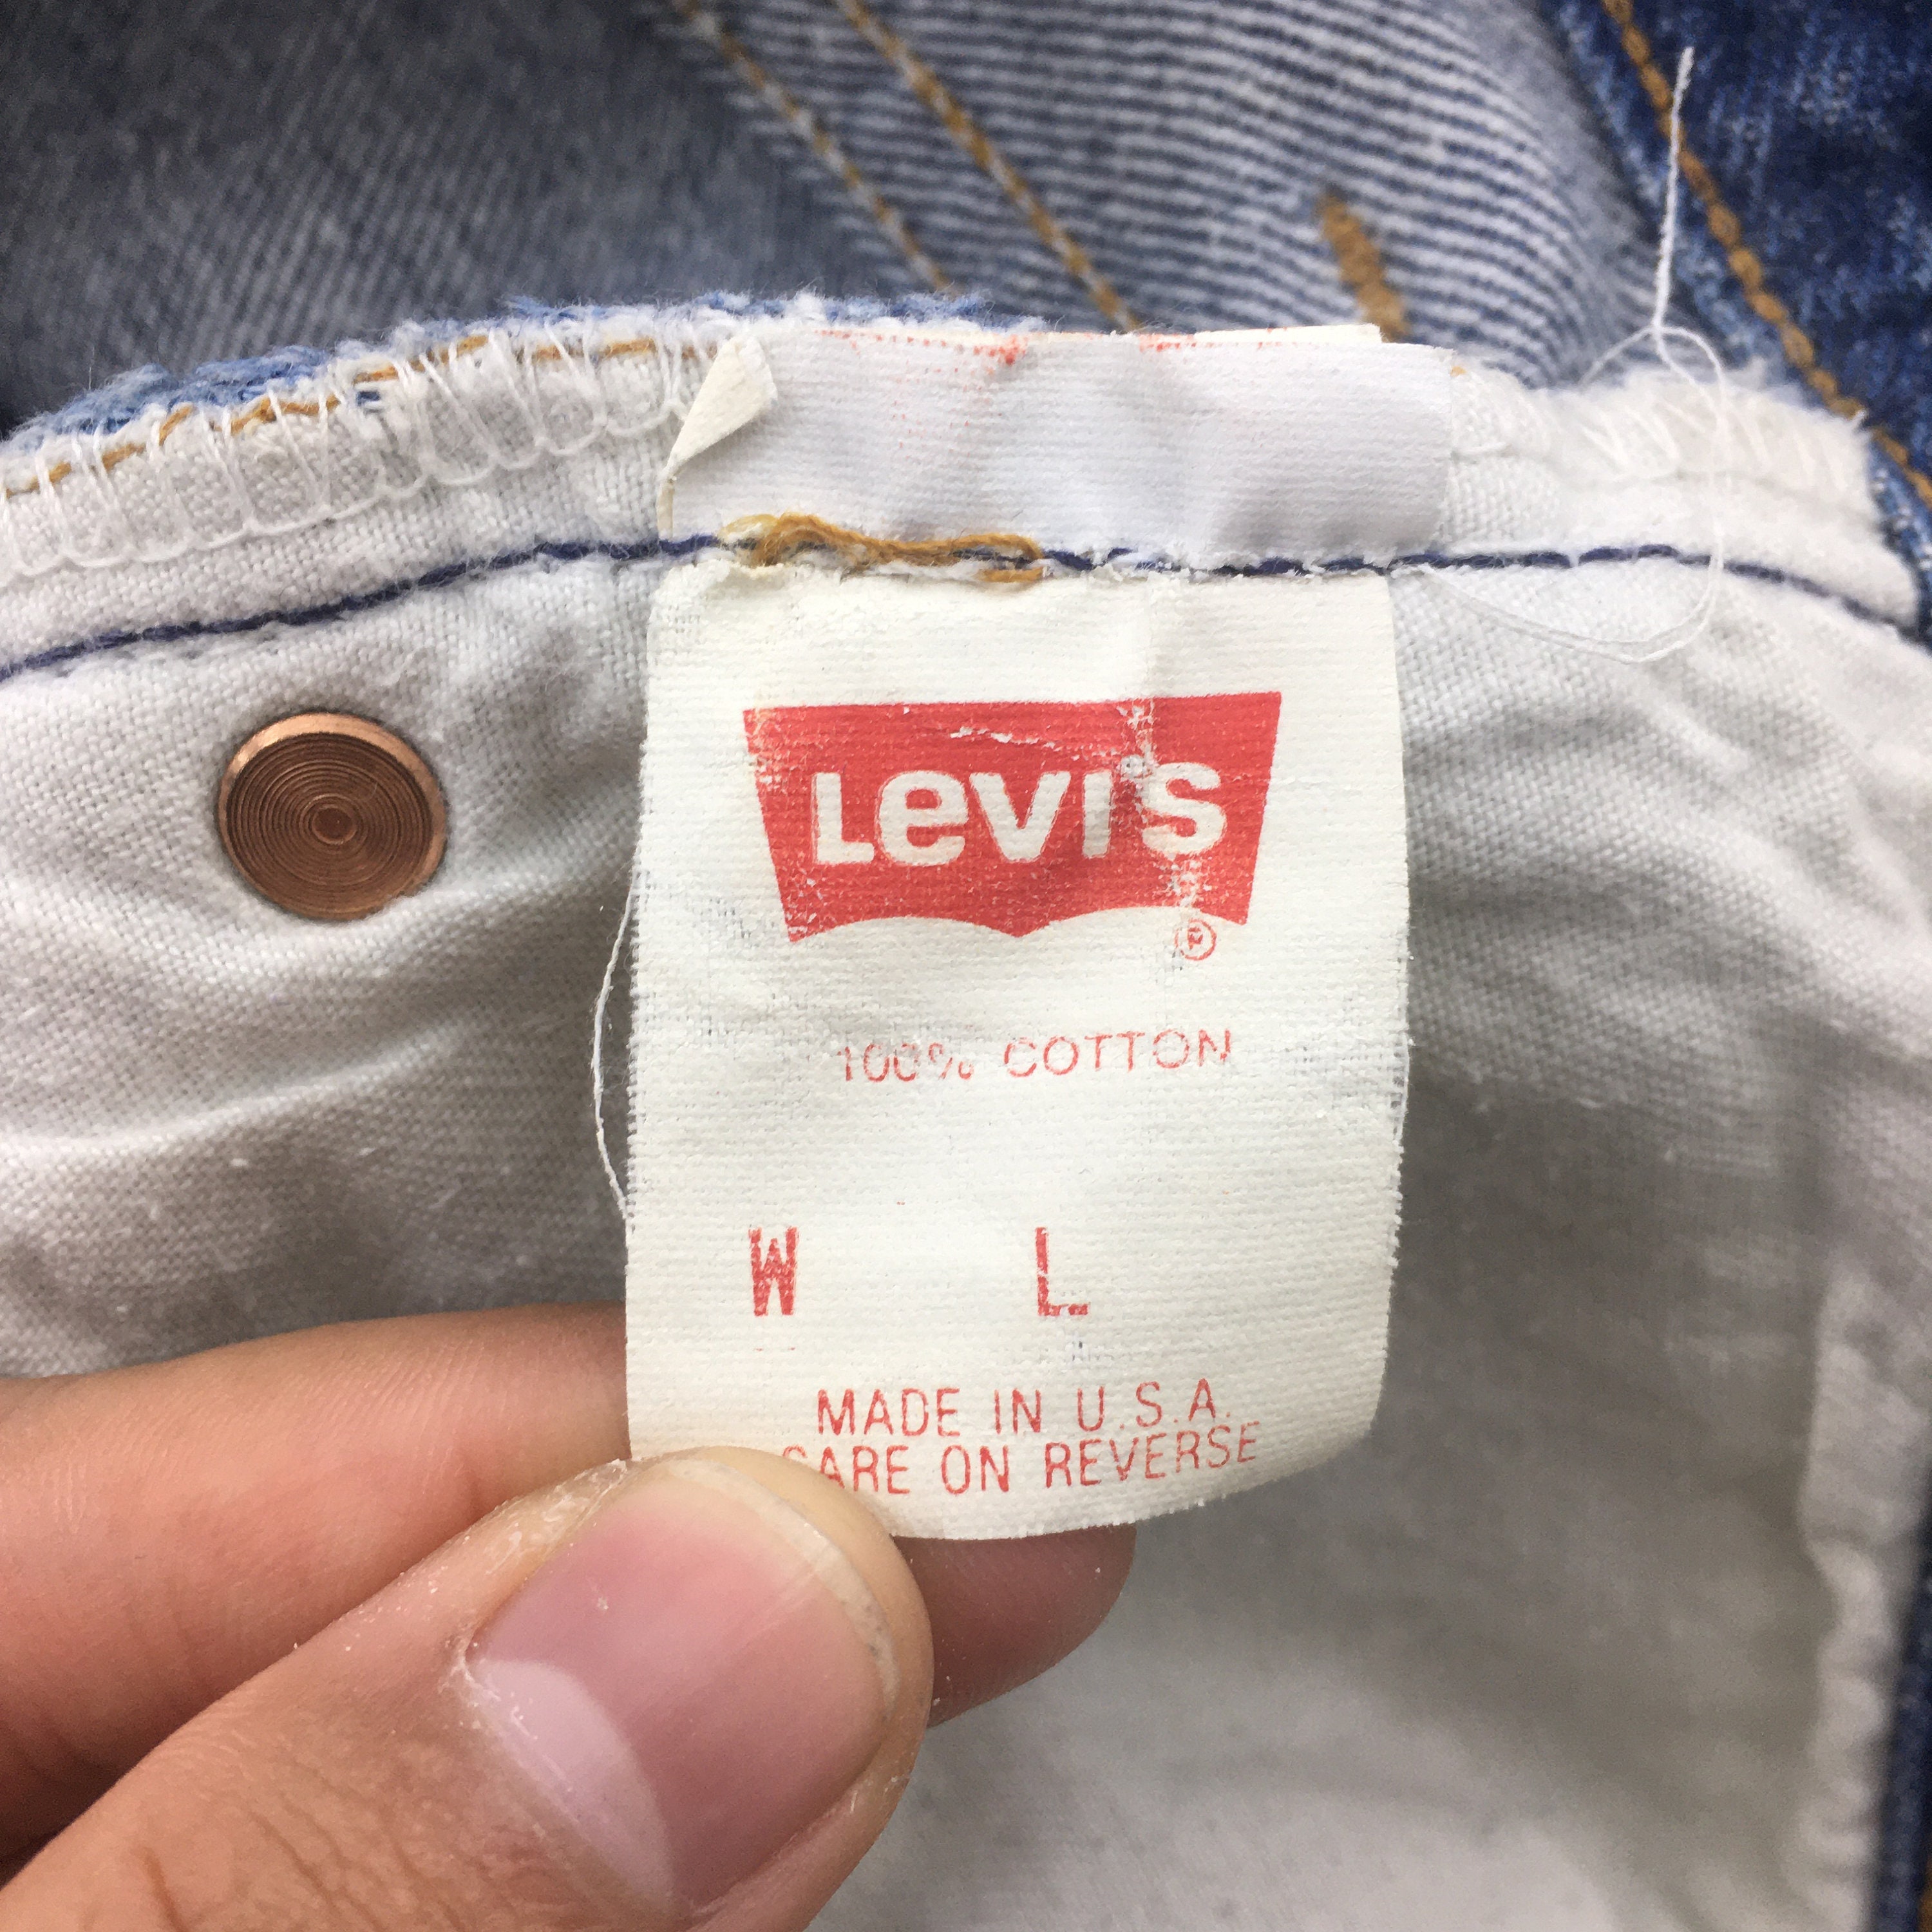 Levi's
®
100% COTTON
W L
MADE IN U.S.A.
CARE ON REVERSE